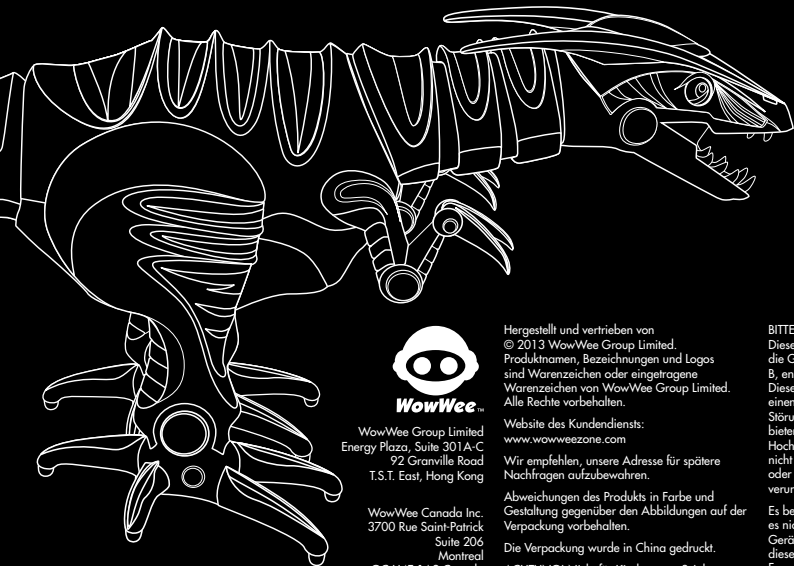 WowWee™
WowWee Group Limited
Energy Plaza, Suite 301A-C
92 Granville Road
T.S.T. East, Hong Kong
WowWee Canada Inc.
3700 Rue Saint-Patrick
Suite 206
Montreal
Hergestellt und vertrieben von
© 2013 WowWee Group Limited.
Produktnamen, Bezeichnungen und Logos
sind Warenzeichen oder eingetragene
Warenzeichen von WowWee Group Limited.
Alle Rechte vorbehalten.
Website des Kundendiensts:
www.wowweezone.com
Wir empfehlen, unsere Adresse für spätere
Nachfragen aufzubewahren.
Abweichungen des Produkts in Farbe und
Gestaltung gegenüber den Abbildungen auf der
Verpackung vorbehalten.
Die Verpackung wurde in China gedruckt.
BITTE
Diese
die G
B, en
Diese
einen
Störu
bieter
Hoch
nicht
oder
verur
Es be
es nic
Gerä
diese